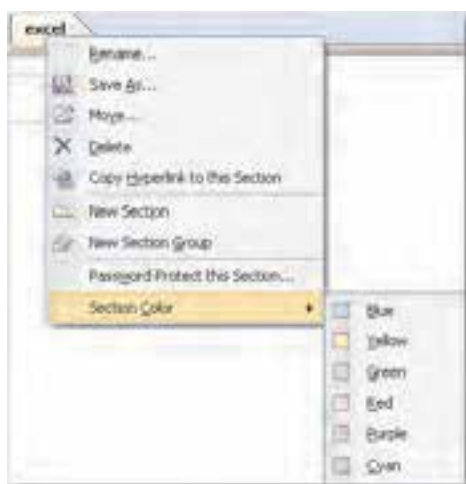 excel
Rename...
Save As...
Move...
Delete
Copy Hyperlink to this Section
New Section
New Section Group
Password Protect this Section...
Section Color
Blue
Yellow
Green
Red
Purple
Cyan